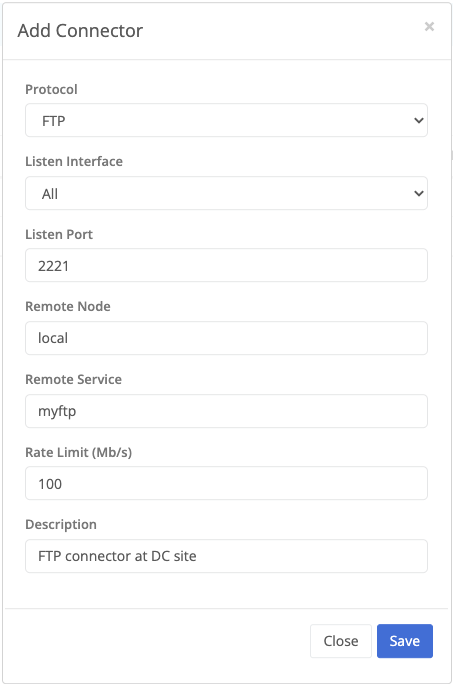 Add Connector
×
Protocol
FTP
Listen Interface
All
Listen Port
2221
Remote Node
local
Remote Service
myftp
Rate Limit (Mb/s)
100
Description
FTP connector at DC site
Close Save